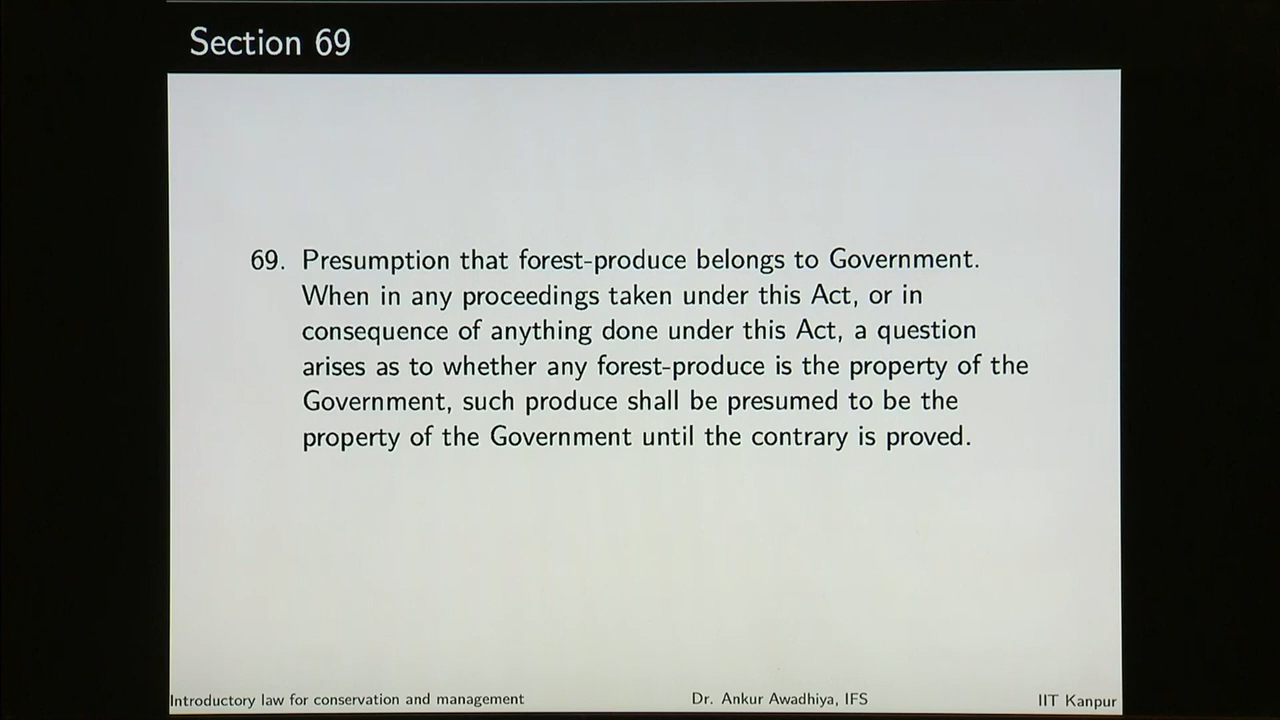 Section 69
69. Presumption that forest-produce belongs to Government.
When in any proceedings taken under this Act, or in
consequence of anything done under this Act, a question
arises as to whether any forest-produce is the property of the
Government, such produce shall be presumed to be the
property of the Government until the contrary is proved.
Introductory law for conservation and management
Dr. Ankur Awadhiya, IFS
IIT Kanpur